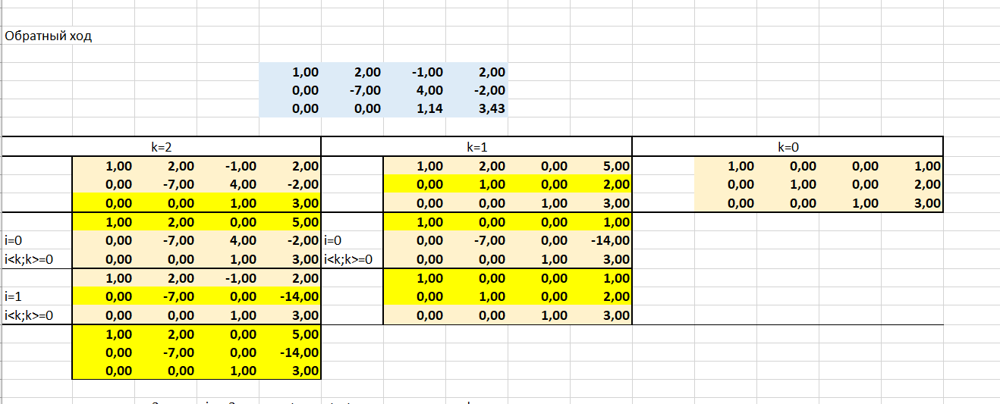 Обратный ход
1,00 2,00 -1,00 2,00
0,00 -7,00 4,00 -2,00
0,00 0,00 1,14 3,43
k=2 k=1 k=0
1,00 2,00 -1,00 2,00 1,00 2,00 0,00 5,00 1,00 0,00 0,00 1,00
0,00 -7,00 4,00 -2,00 0,00 1,00 0,00 2,00 0,00 1,00 0,00 2,00
0,00 0,00 1,00 3,00 0,00 0,00 1,00 3,00 0,00 0,00 1,00 3,00
1,00 2,00 0,00 5,00 1,00 0,00 0,00 1,00
i=0 0,00 -7,00 4,00 -2,00 i=0 0,00 -7,00 0,00 -14,00
i<k;k>=0 0,00 0,00 1,00 3,00 i<k;k>=0 0,00 0,00 1,00 3,00
1,00 2,00 -1,00 2,00 1,00 0,00 0,00 1,00
i=1 0,00 -7,00 0,00 -14,00 0,00 1,00 0,00 2,00
i<k;k>=0 0,00 0,00 1,00 3,00 0,00 0,00 1,00 3,00
1,00 2,00 0,00 5,00
0,00 -7,00 0,00 -14,00
0,00 0,00 1,00 3,00